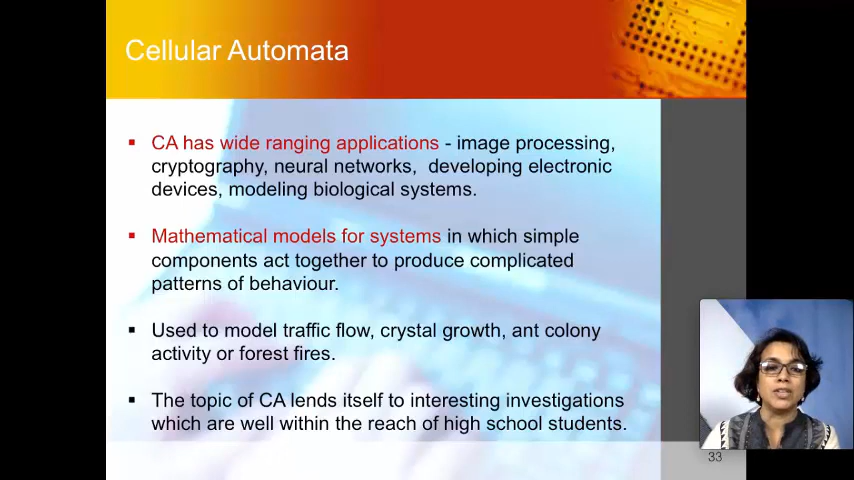 Cellular Automata
▪ CA has wide ranging applications - image processing,
cryptography, neural networks, developing electronic
devices, modeling biological systems.
▪ Mathematical models for systems in which simple
components act together to produce complicated
patterns of behaviour.
▪ Used to model traffic flow, crystal growth, ant colony
activity or forest fires.
▪ The topic of CA lends itself to interesting investigations
which are well within the reach of high school students.
33